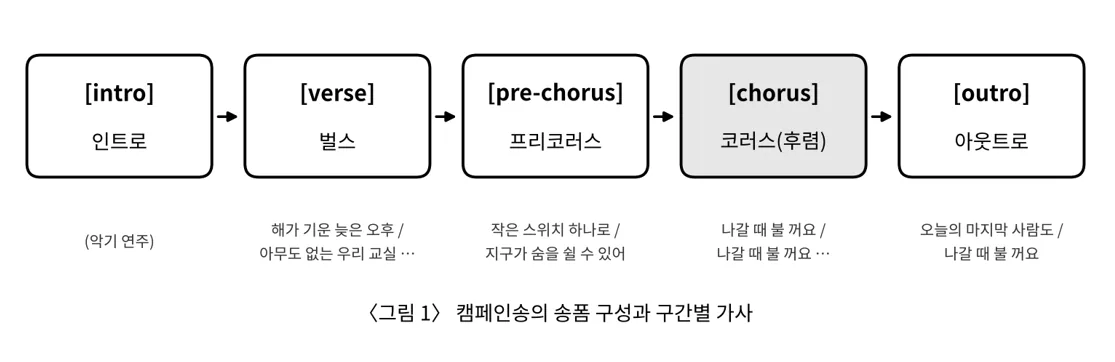 [intro]
인트로
[verse]
벌스
[pre-chorus]
프리코러스
[chorus]
코러스(후렴)
[outro]
아웃트로
(악기 연주)
해가 기운 늦은 오후 /
아무도 없는 우리 교실 …
작은 스위치 하나로 /
지구가 숨을 쉴 수 있어
나갈 때 불 꺼요 /
나갈 때 불 꺼요 …
오늘의 마지막 사람도 /
나갈 때 불 꺼요
〈그림 1〉 캠페인송의 송폼 구성과 구간별 가사